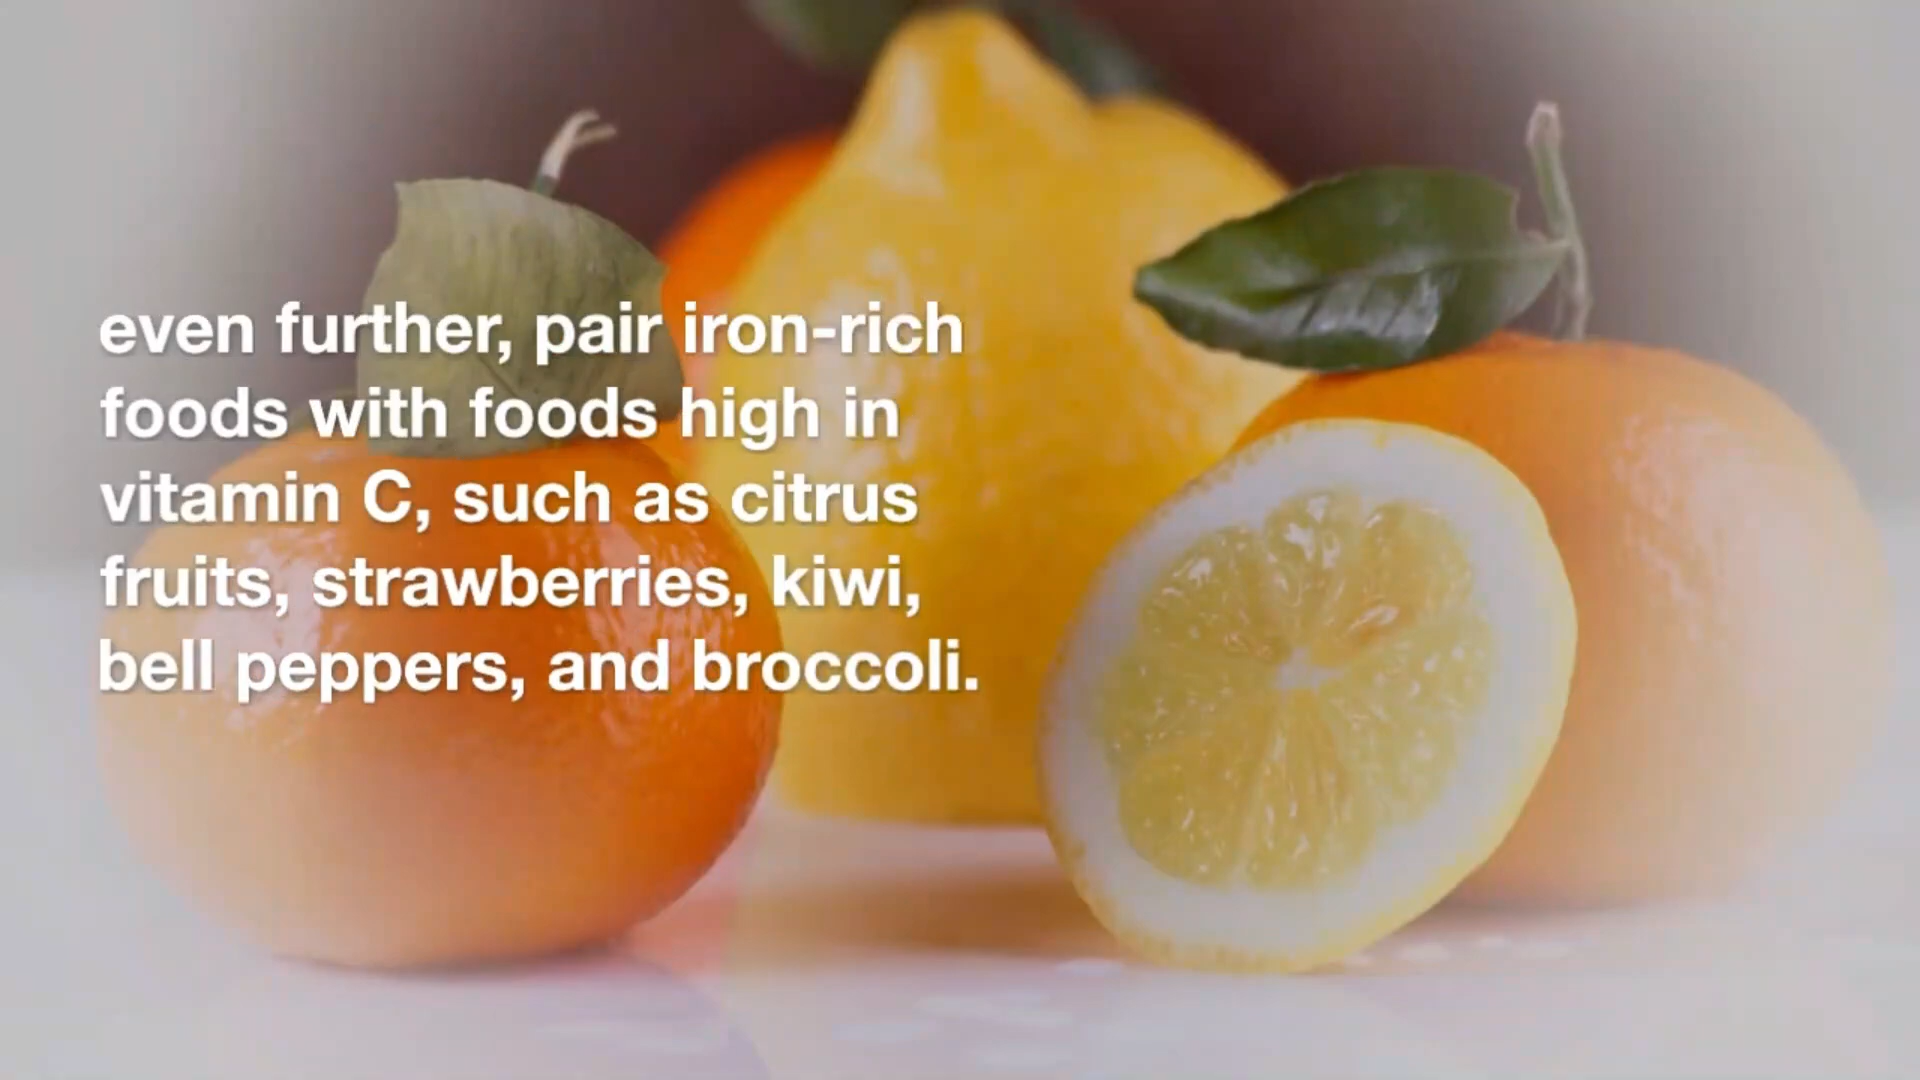 even further, pair iron-rich
foods with foods high in
vitamin C, such as citrus
fruits, strawberries, kiwi,
bell peppers, and broccoli.